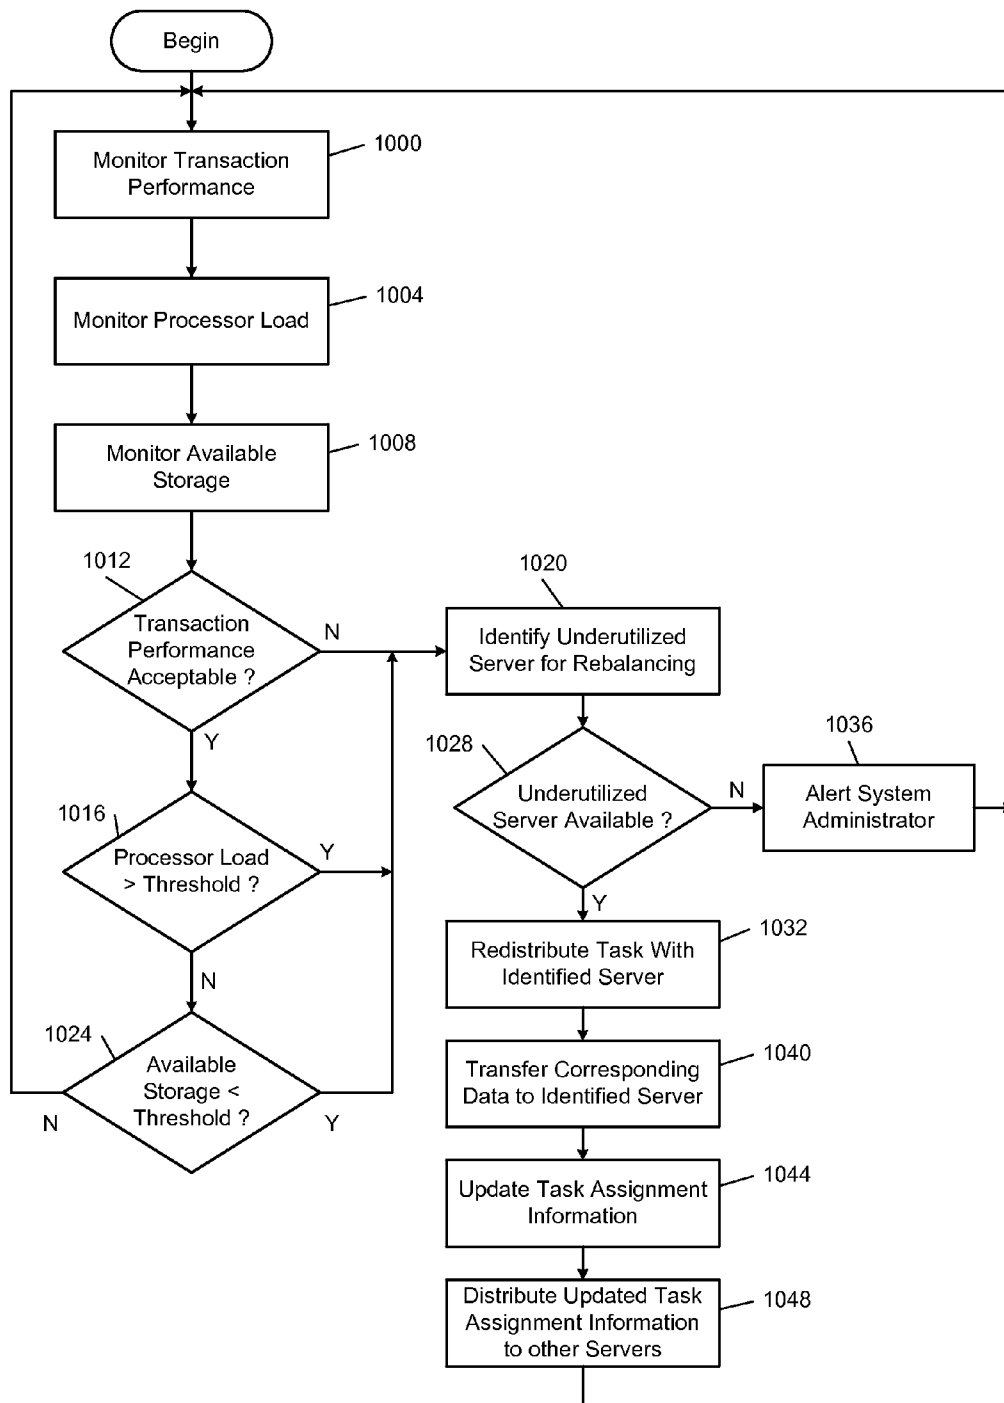 Begin
1000
Monitor Transaction
Performance
1004
Monitor Processor Load
1008
Monitor Available
Storage
1012
Transaction
Performance
Acceptable ?
N
Y
1016
Processor Load
> Threshold ?
Y
N
1024
Available
Storage <
Threshold ?
N
Y
1020
Identify Underutilized
Server for Rebalancing
1028
Underutilized
Server Available ?
N
Y
1036
Alert System
Administrator
1032
Redistribute Task With
Identified Server
1040
Transfer Corresponding
Data to Identified Server
1044
Update Task Assignment
Information
1048
Distribute Updated Task
Assignment Information
to other Servers